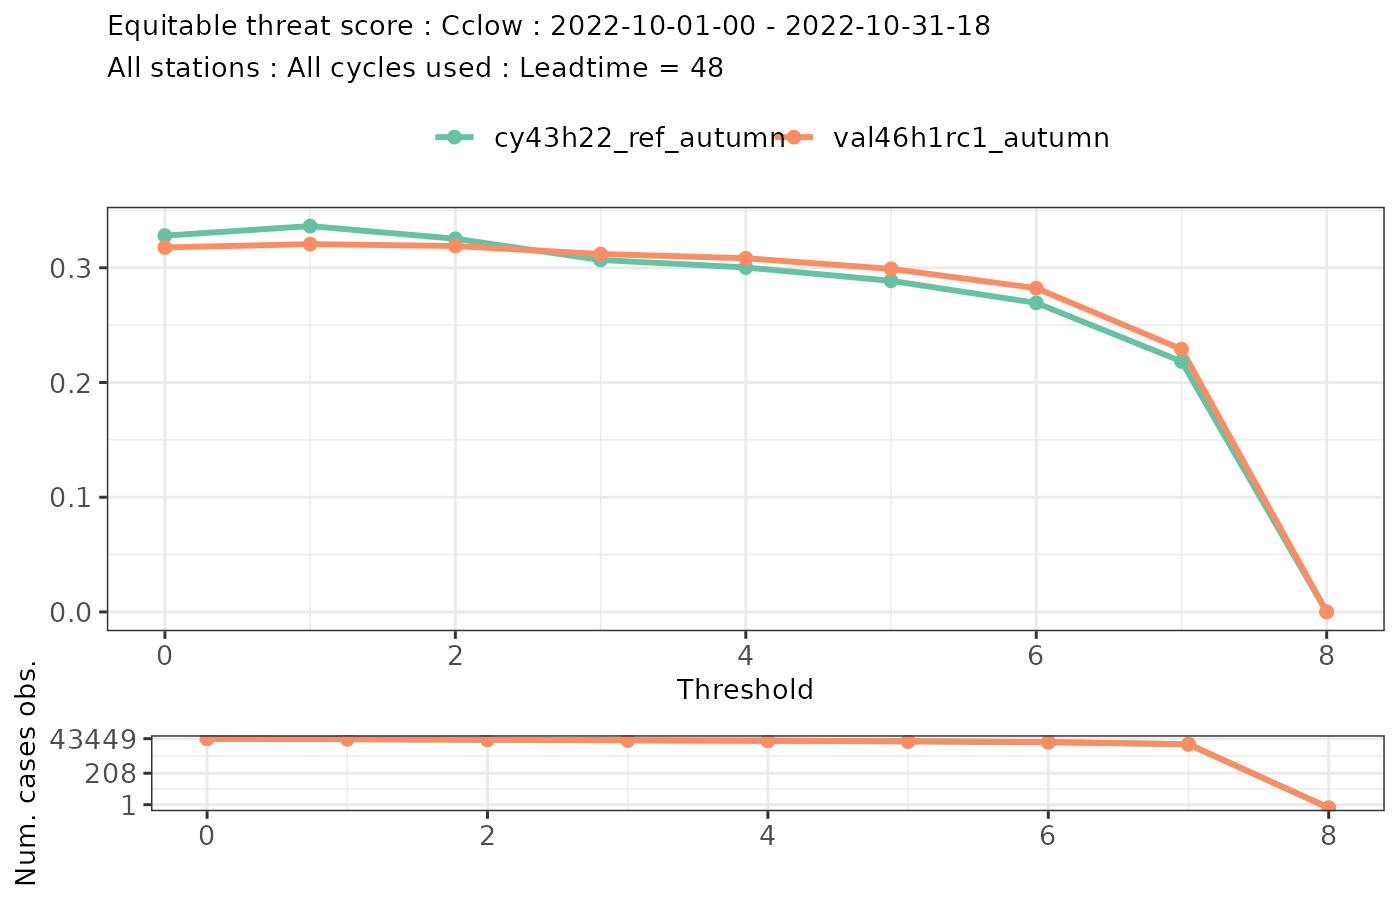 Equitable threat score : Cclow : 2022-10-01-00 - 2022-10-31-18
All stations : All cycles used : Leadtime = 48
cy43h22_ref_autumn val46h1rc1_autumn
0.3
0.2
0.1
0.0
0 2 4 6 8
Threshold
Num. cases obs.
43449
208
1
0 2 4 6 8